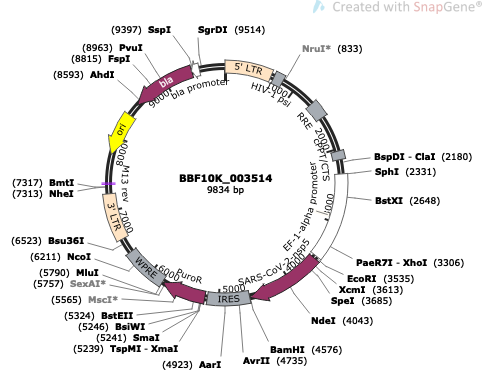 Created with SnapGene®
(9397) SspI
SgrDI (9514)
(8963) PvuI
(8815) FspI
(8593) AhdI
NruI* (833)
bla
bla promoter
5' LTR
HIV-1 psi
RRE
cPPT/CTS
1000
2000
3000
4000
5000
6000
7000
8000
9000
BspDI - ClaI (2180)
SphI (2331)
BstXI (2648)
EF-1-alpha promoter
ori
M13 rev
BBF10K_003514
9834 bp
(7317) BmtI
(7313) NheI
3' LTR
(6523) Bsu36I
(6211) NcoI
(5790) MluI
(5757) SexAI*
(5565) MscI*
(5324) BstEII
(5246) BsiWI
(5241) SmaI
(5239) TspMI - XmaI
(4923) AarI
WPRE
PuroR
IRES
SARS-CoV-2-nsp5
PaeR7I - XhoI (3306)
EcoRI (3535)
XcmI (3613)
SpeI (3685)
NdeI (4043)
BamHI (4576)
AvrII (4735)